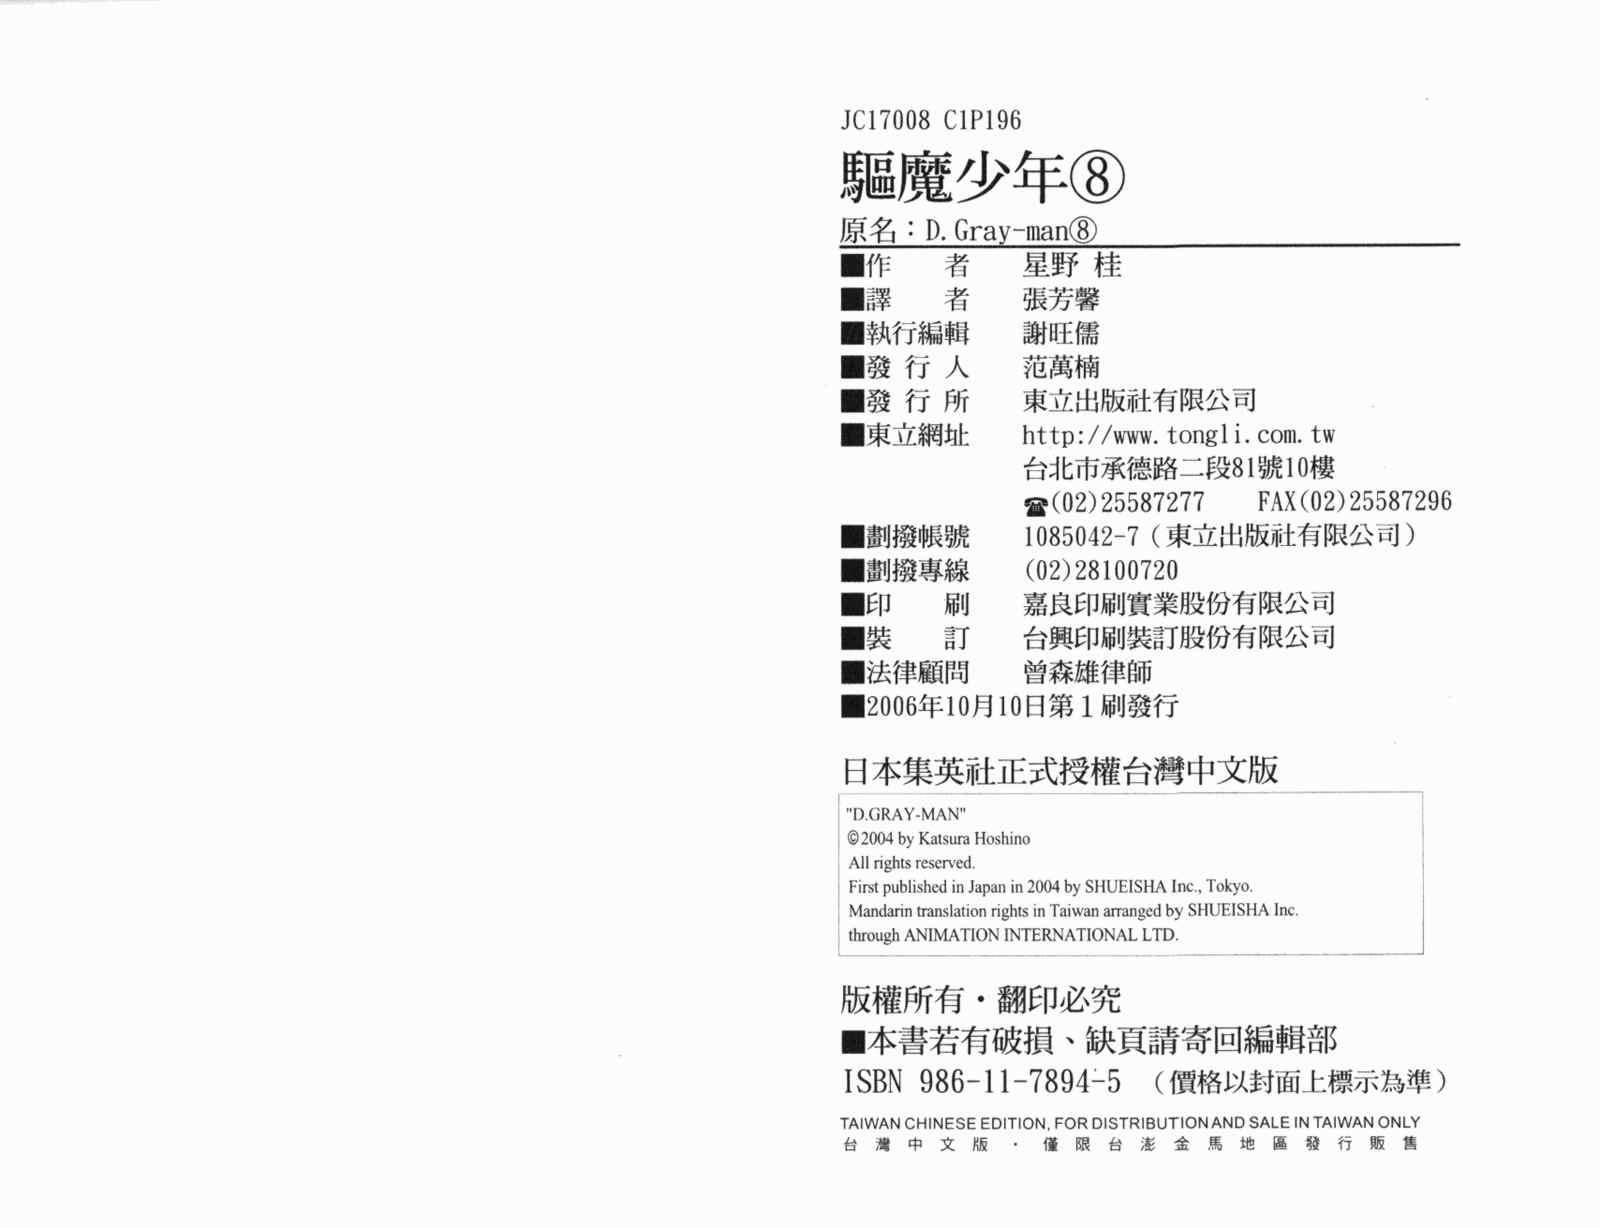 JC17008 C1P196
驅魔少年⑧
原名：D.Gray-man⑧
■作　　者　　星野 桂
■譯　　者　　張芳馨
■執行編輯　　謝旺儒
■發 行 人　　范萬楠
■發 行 所　　東立出版社有限公司
■東立網址　　http://www.tongli.com.tw
台北市承德路二段81號10樓
☎(02)25587277　　FAX(02)25587296
■劃撥帳號　　1085042-7（東立出版社有限公司）
■劃撥專線　　(02)28100720
■印　　刷　　嘉良印刷實業股份有限公司
■裝　　訂　　台興印刷裝訂股份有限公司
■法律顧問　　曾森雄律師
■2006年10月10日第１刷發行
日本集英社正式授權台灣中文版
"D.GRAY-MAN"
©2004 by Katsura Hoshino
All rights reserved.
First published in Japan in 2004 by SHUEISHA Inc., Tokyo.
Mandarin translation rights in Taiwan arranged by SHUEISHA Inc.
through ANIMATION INTERNATIONAL LTD.
版權所有・翻印必究
■本書若有破損、缺頁請寄回編輯部
ISBN 986-11-7894-5　（價格以封面上標示為準）
TAIWAN CHINESE EDITION, FOR DISTRIBUTION AND SALE IN TAIWAN ONLY
台灣中文版・僅限台澎金馬地區發行販售